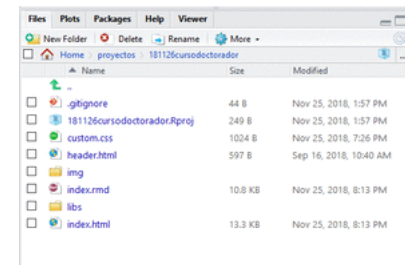 Files Plots Packages Help Viewer
New Folder Delete Rename More
Home proyectos 181126cursodoctorador
Name Size Modified
..
.gitignore 44 B Nov 25, 2018, 1:57 PM
181126cursodoctorador.Rproj 249 B Nov 25, 2018, 1:57 PM
custom.css 1024 B Nov 25, 2018, 7:26 PM
header.html 597 B Sep 16, 2018, 10:40 AM
img
index.rmd 10.8 KB Nov 25, 2018, 8:13 PM
libs
index.html 13.3 KB Nov 25, 2018, 8:13 PM